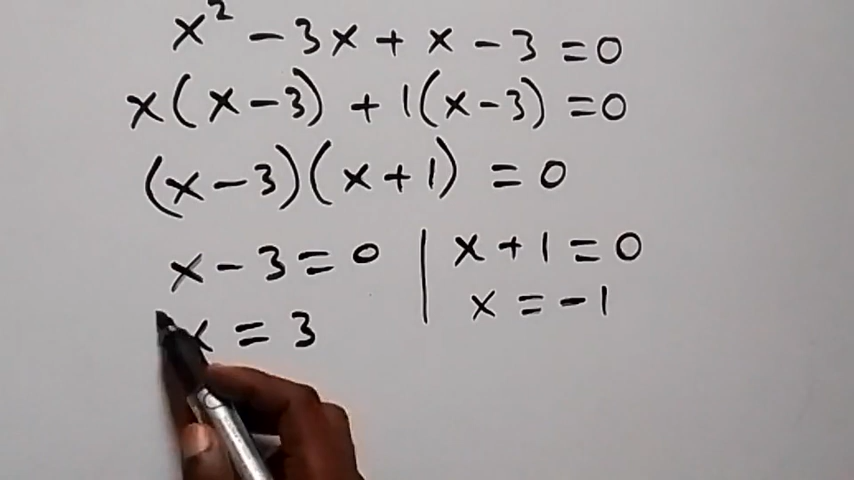 x² - 3x + x - 3 = 0
x(x - 3) + 1(x - 3) = 0
(x - 3)(x + 1) = 0
x - 3 = 0 | x + 1 = 0
x = 3 | x = -1